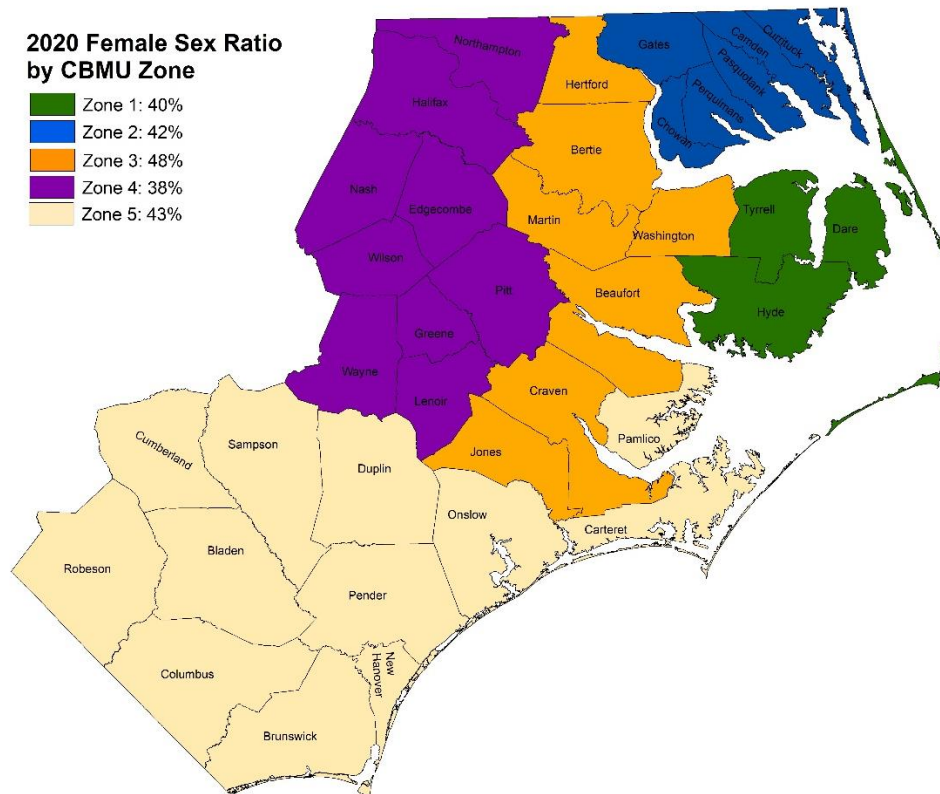 2020 Female Sex Ratio
by CBMU Zone
Zone 1: 40%
Zone 2: 42%
Zone 3: 48%
Zone 4: 38%
Zone 5: 43%
Northampton
Halifax
Hertford
Gates
Camden
Currituck
Pasquotank
Perquimans
Chowan
Bertie
Nash
Edgecombe
Martin
Washington
Tyrrell
Dare
Wilson
Pitt
Beaufort
Hyde
Greene
Wayne
Lenoir
Craven
Pamlico
Jones
Cumberland
Sampson
Duplin
Onslow
Carteret
Robeson
Bladen
Pender
Columbus
New
Hanover
Brunswick